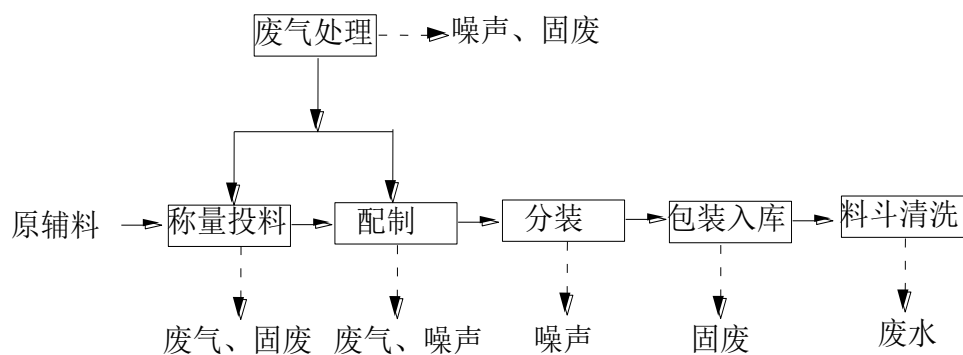 废气处理 噪声、固废
原辅料 称量投料 配制 分装 包装入库 料斗清洗
废气、固废 废气、噪声 噪声 固废 废水